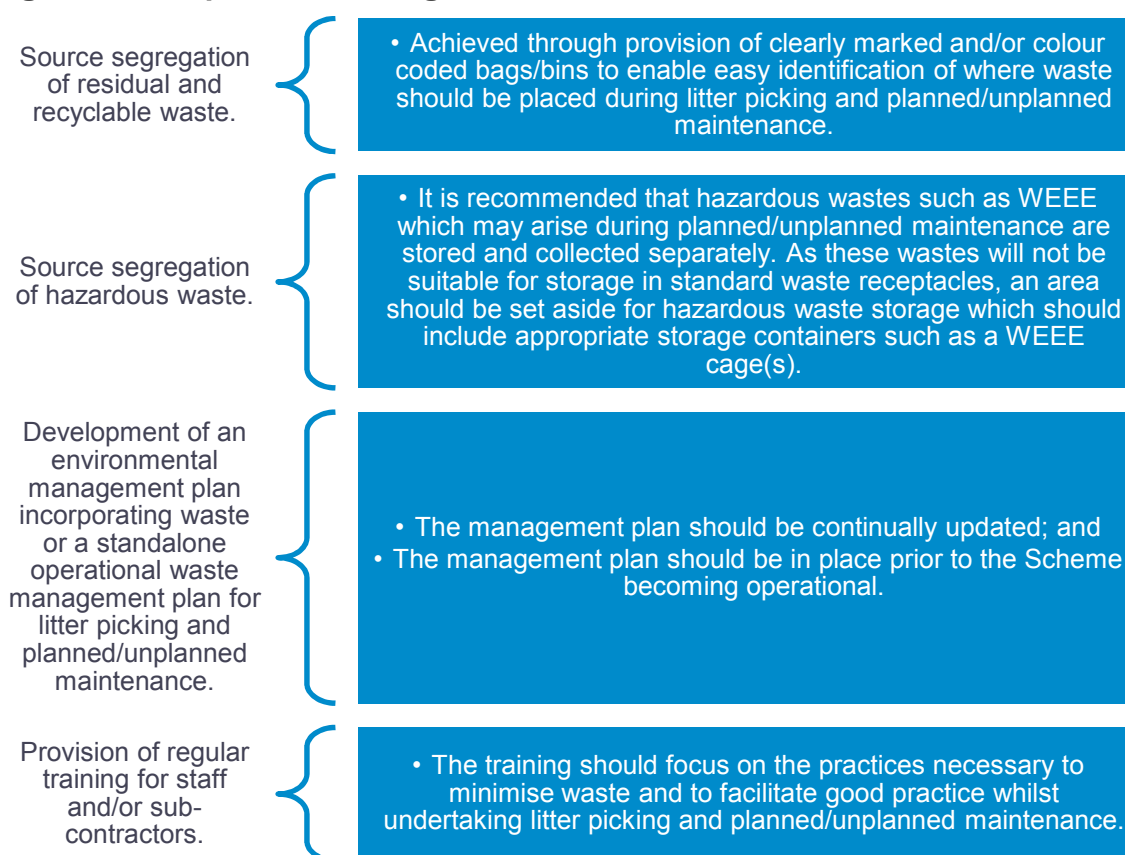 Source segregation
of residual and
recyclable waste.
• Achieved through provision of clearly marked and/or colour
coded bags/bins to enable easy identification of where waste
should be placed during litter picking and planned/unplanned
maintenance.
Source segregation
of hazardous waste.
• It is recommended that hazardous wastes such as WEEE
which may arise during planned/unplanned maintenance are
stored and collected separately. As these wastes will not be
suitable for storage in standard waste receptacles, an area
should be set aside for hazardous waste storage which should
include appropriate storage containers such as a WEEE
cage(s).
Development of an
environmental
management plan
incorporating waste
or a standalone
operational waste
management plan for
litter picking and
planned/unplanned
maintenance.
• The management plan should be continually updated; and
• The management plan should be in place prior to the Scheme
becoming operational.
Provision of regular
training for staff
and/or sub-
contractors.
• The training should focus on the practices necessary to
minimise waste and to facilitate good practice whilst
undertaking litter picking and planned/unplanned maintenance.